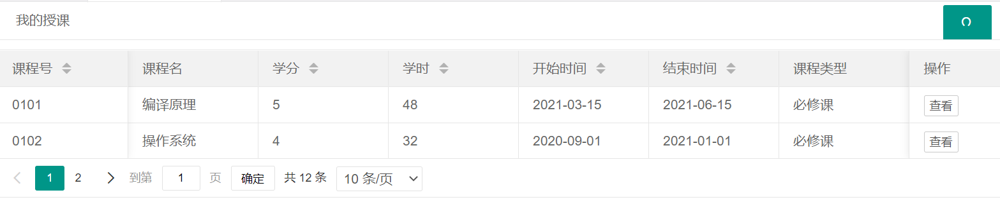 我的授课
课程号 课程名 学分 学时 开始时间 结束时间 课程类型 操作
0101 编译原理 5 48 2021-03-15 2021-06-15 必修课 查看
0102 操作系统 4 32 2020-09-01 2021-01-01 必修课 查看
1 2 到第 1 页 确定 共 12 条 10 条/页